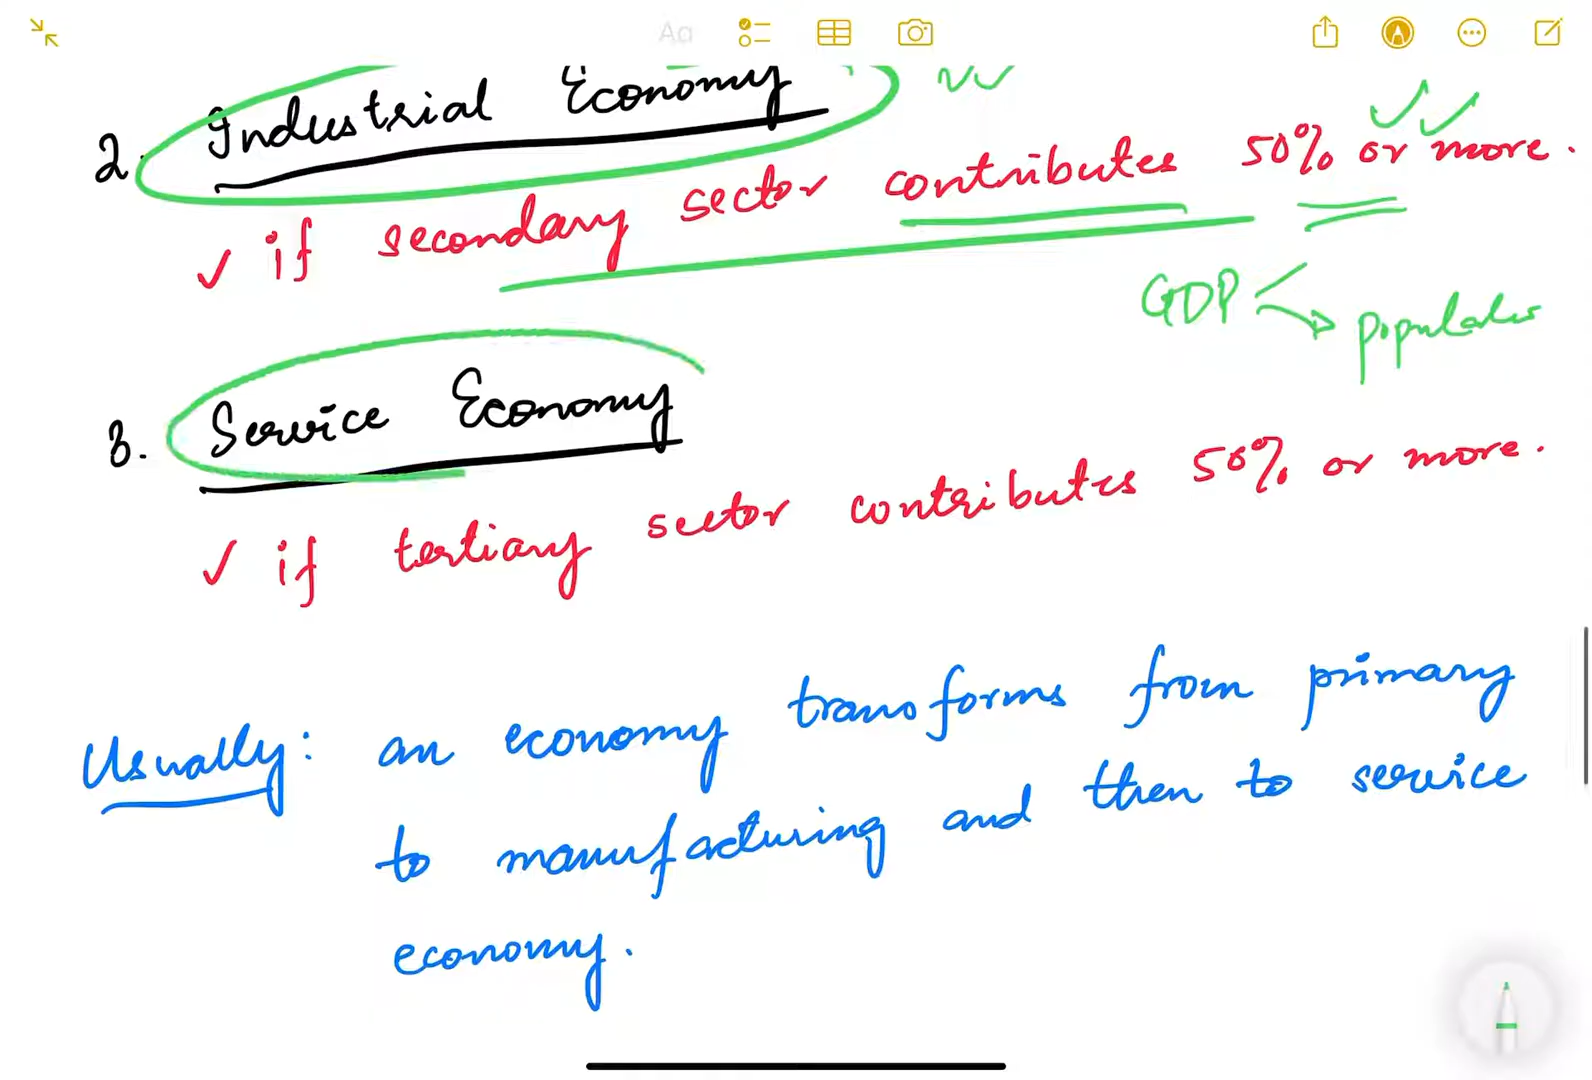 Aa
2. Industrial Economy
✓ if secondary sector contributes 50% or more.
GDP
3. Service Economy
✓ if tertiary sector contributes 50% or more.
Usually: an economy transforms from primary
to manufacturing and then to service
economy.